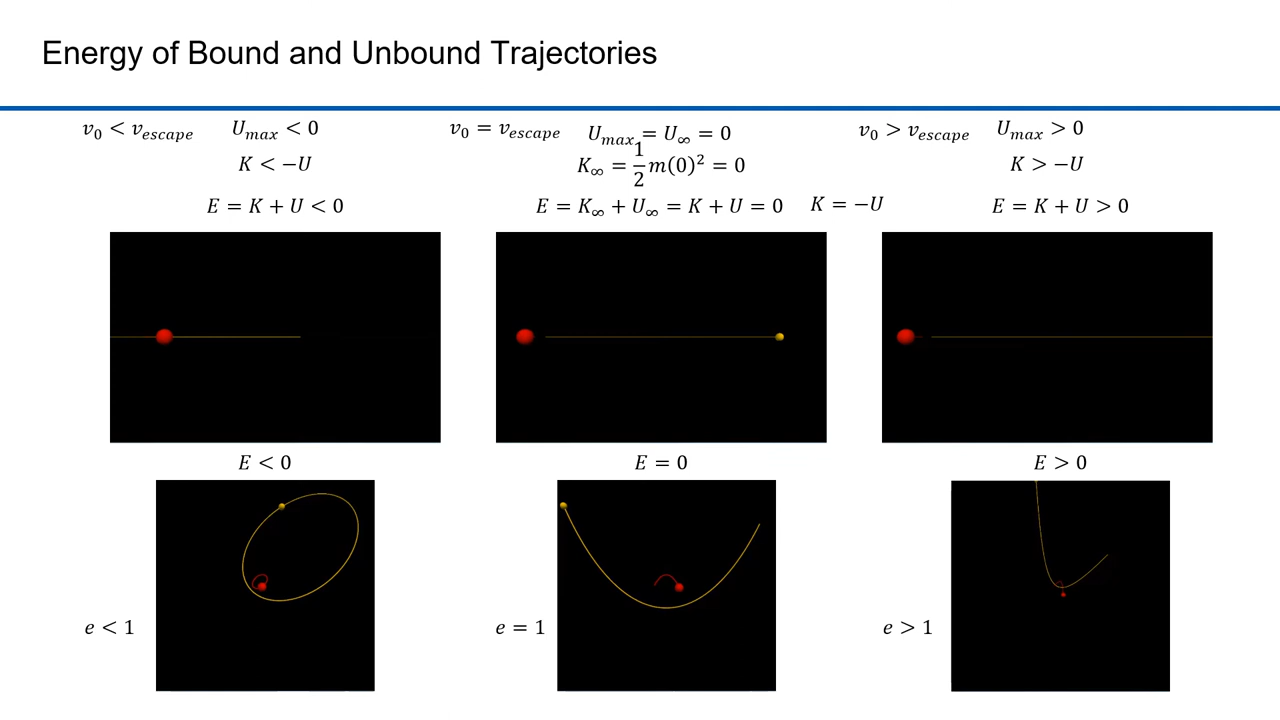 Energy of Bound and Unbound Trajectories
v₀ < v_escape
U_max < 0
K < −U
E = K + U < 0
v₀ = v_escape
U_max = U_∞ = 0
K_∞ = 1/2 m(0)² = 0
E = K_∞ + U_∞ = K + U = 0
K = −U
v₀ > v_escape
U_max > 0
K > −U
E = K + U > 0
E < 0
E = 0
E > 0
e < 1
e = 1
e > 1